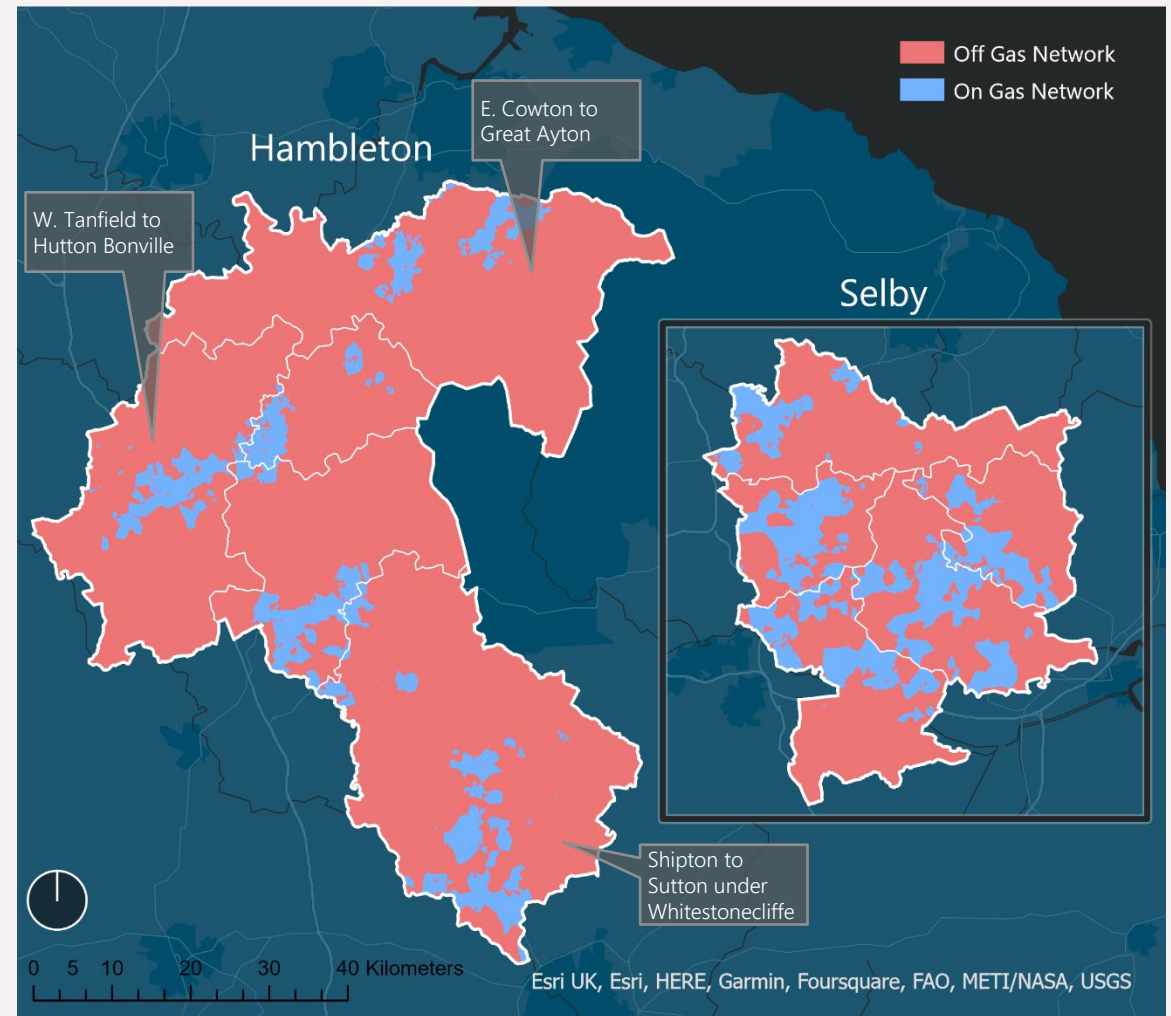 Off Gas Network
On Gas Network
E. Cowton to
Great Ayton
Hambleton
W. Tanfield to
Hutton Bonville
Selby
Shipton to
Sutton under
Whitestonecliffe
0 5 10 20 30 40 Kilometers
Esri UK, Esri, HERE, Garmin, Foursquare, FAO, METI/NASA, USGS